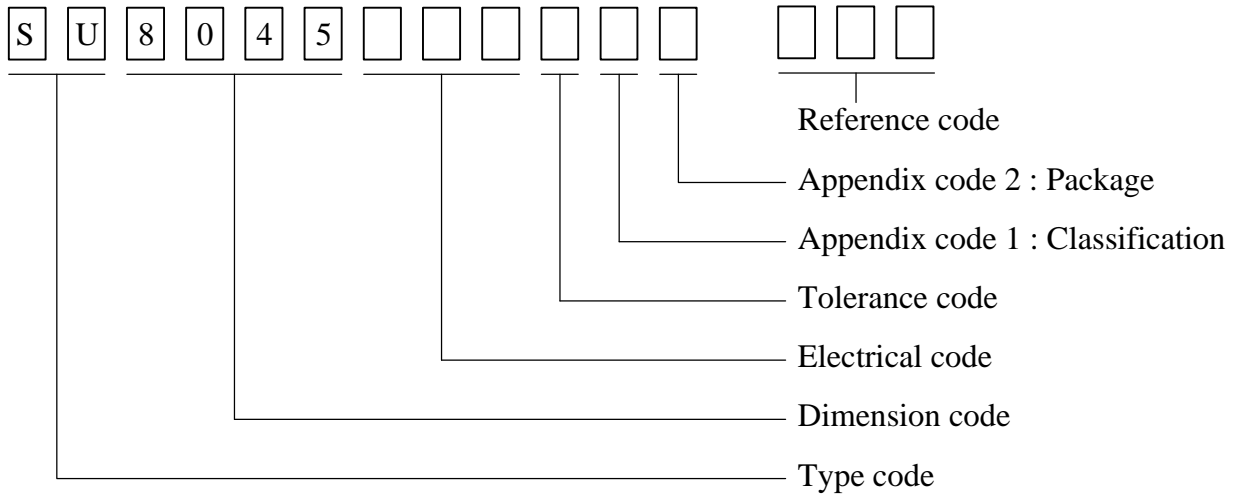 S U 8 0 4 5
Reference code
Appendix code 2 : Package
Appendix code 1 : Classification
Tolerance code
Electrical code
Dimension code
Type code